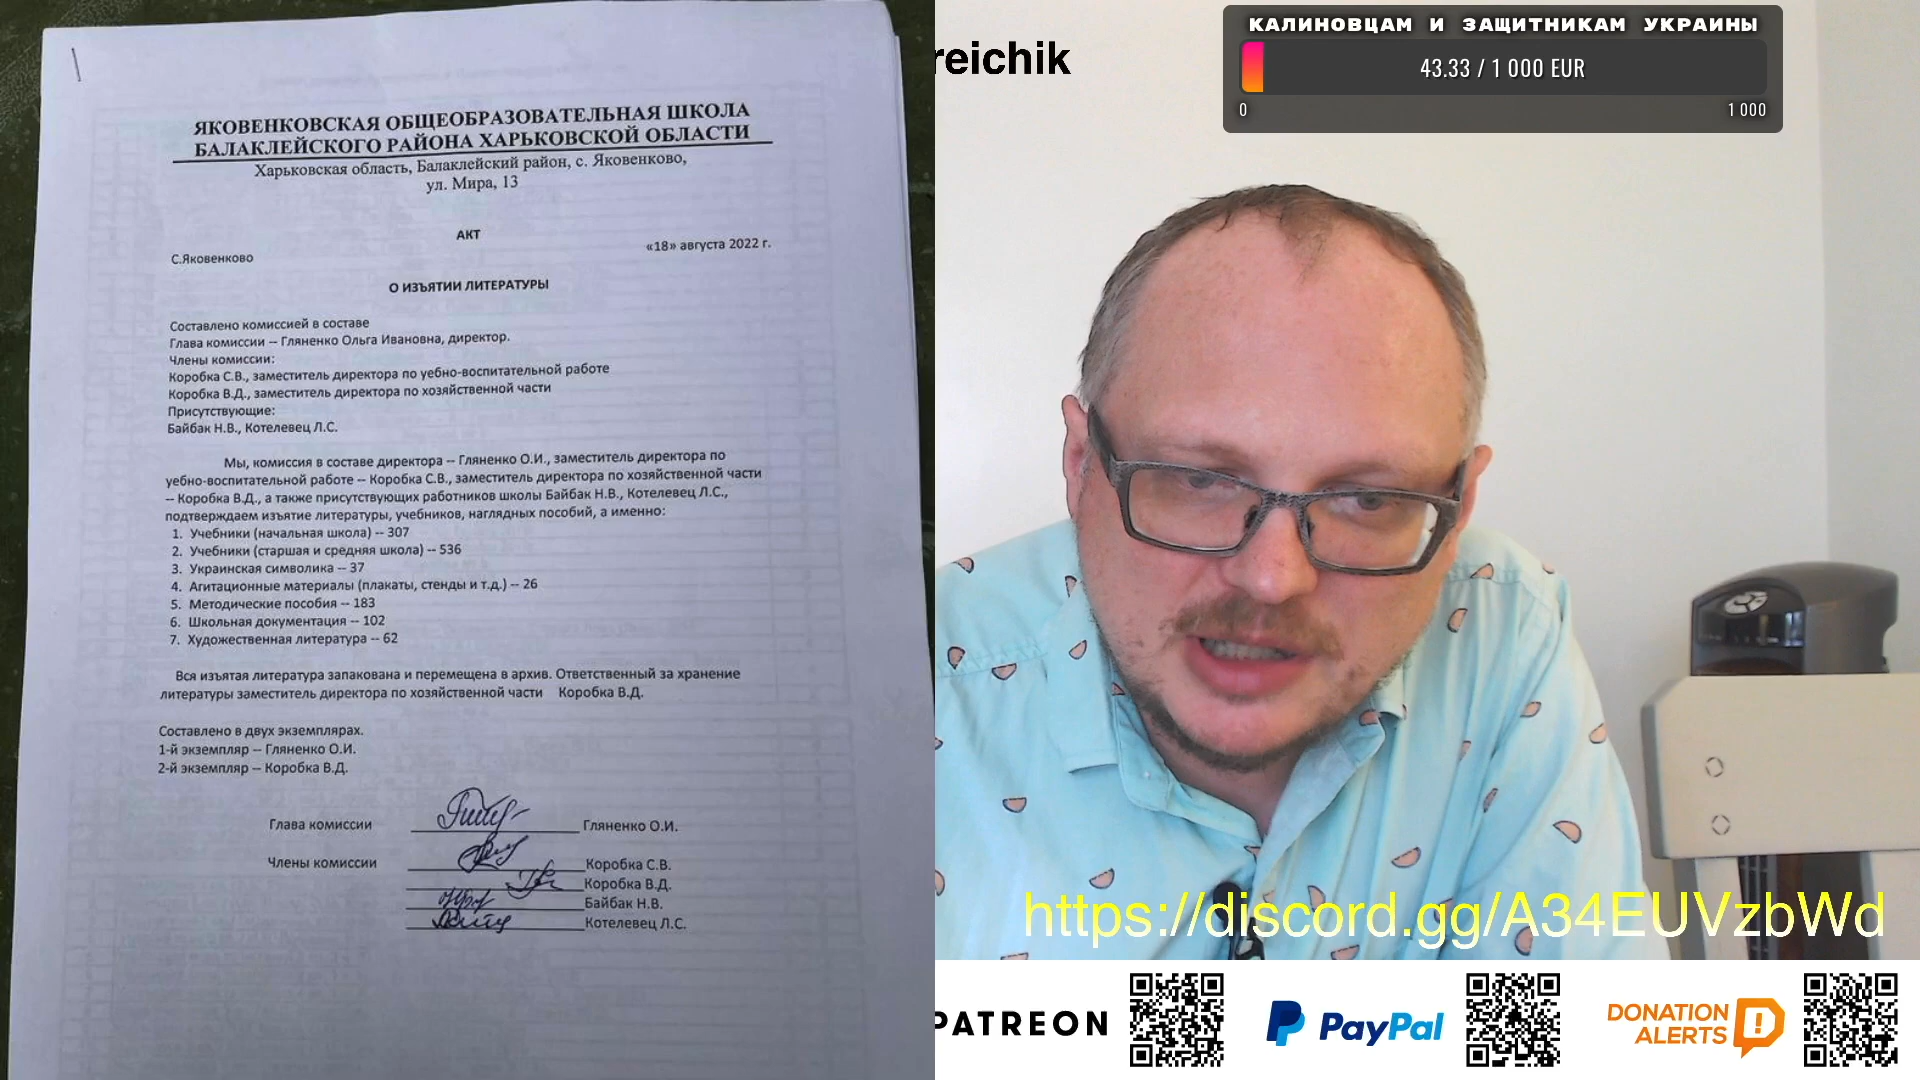 ЯКОВЕНКОВСКАЯ ОБЩЕОБРАЗОВАТЕЛЬНАЯ ШКОЛА
БАЛАКЛЕЙСКОГО РАЙОНА ХАРЬКОВСКОЙ ОБЛАСТИ
Харьковская область, Балаклейский район, с. Яковенково,
ул. Мира, 13
АКТ
«18» августа 2022 г.
С.Яковенково
О ИЗЪЯТИИ ЛИТЕРАТУРЫ
Составлено комиссией в составе
Глава комиссии -- Гляненко Ольга Ивановна, директор.
Члены комиссии:
Коробка С.В., заместитель директора по уебно-воспитательной работе
Коробка В.Д., заместитель директора по хозяйственной части
Присутствующие:
Байбак Н.В., Котелевец Л.С.
Мы, комиссия в составе директора -- Гляненко О.И., заместитель директора по
уебно-воспитательной работе -- Коробка С.В., заместитель директора по хозяйственной части
-- Коробка В.Д., а также присутствующих работников школы Байбак Н.В., Котелевец Л.С.,
подтверждаем изъятие литературы, учебников, наглядных пособий, а именно:
1. Учебники (начальная школа) -- 307
2. Учебники (старшая и средняя школа) -- 536
3. Украинская символика -- 37
4. Агитационные материалы (плакаты, стенды и т.д.) -- 26
5. Методические пособия -- 183
6. Школьная документация -- 102
7. Художественная литература -- 62
Вся изъятая литература запакована и перемещена в архив. Ответственный за хранение
литературы заместитель директора по хозяйственной части Коробка В.Д.
Составлено в двух экземплярах.
1-й экземпляр -- Гляненко О.И.
2-й экземпляр -- Коробка В.Д.
Глава комиссии Гляненко О.И.
Члены комиссии Коробка С.В.
Коробка В.Д.
Байбак Н.В.
Котелевец Л.С.
reichik
КАЛИНОВЦАМ И ЗАЩИТНИКАМ УКРАИНЫ
43.33 / 1 000 EUR
0 1 000
https://discord.gg/A34EUVzbWd
PATREON
PayPal
DONATION
ALERTS